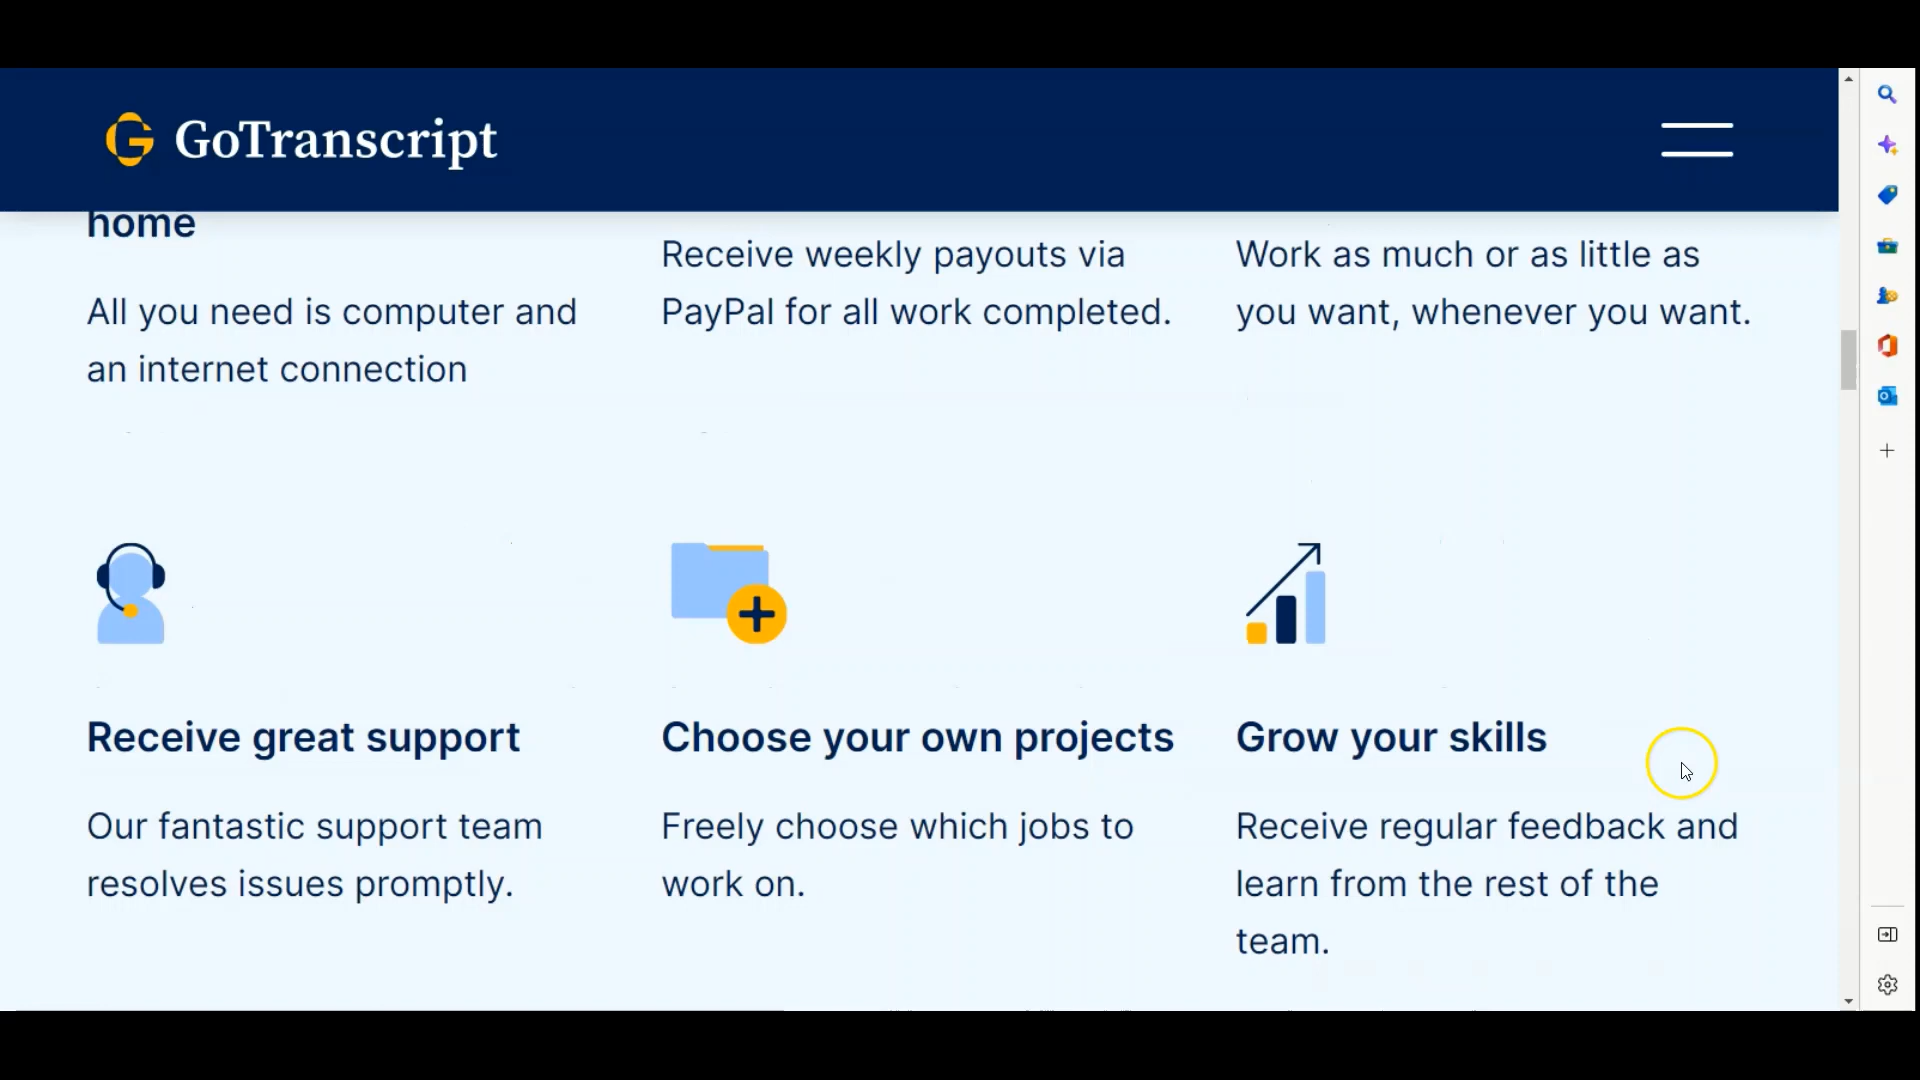 GoTranscript
home
All you need is computer and
an internet connection
Receive weekly payouts via
PayPal for all work completed.
Work as much or as little as
you want, whenever you want.
Receive great support
Our fantastic support team
resolves issues promptly.
Choose your own projects
Freely choose which jobs to
work on.
Grow your skills
Receive regular feedback and
learn from the rest of the
team.